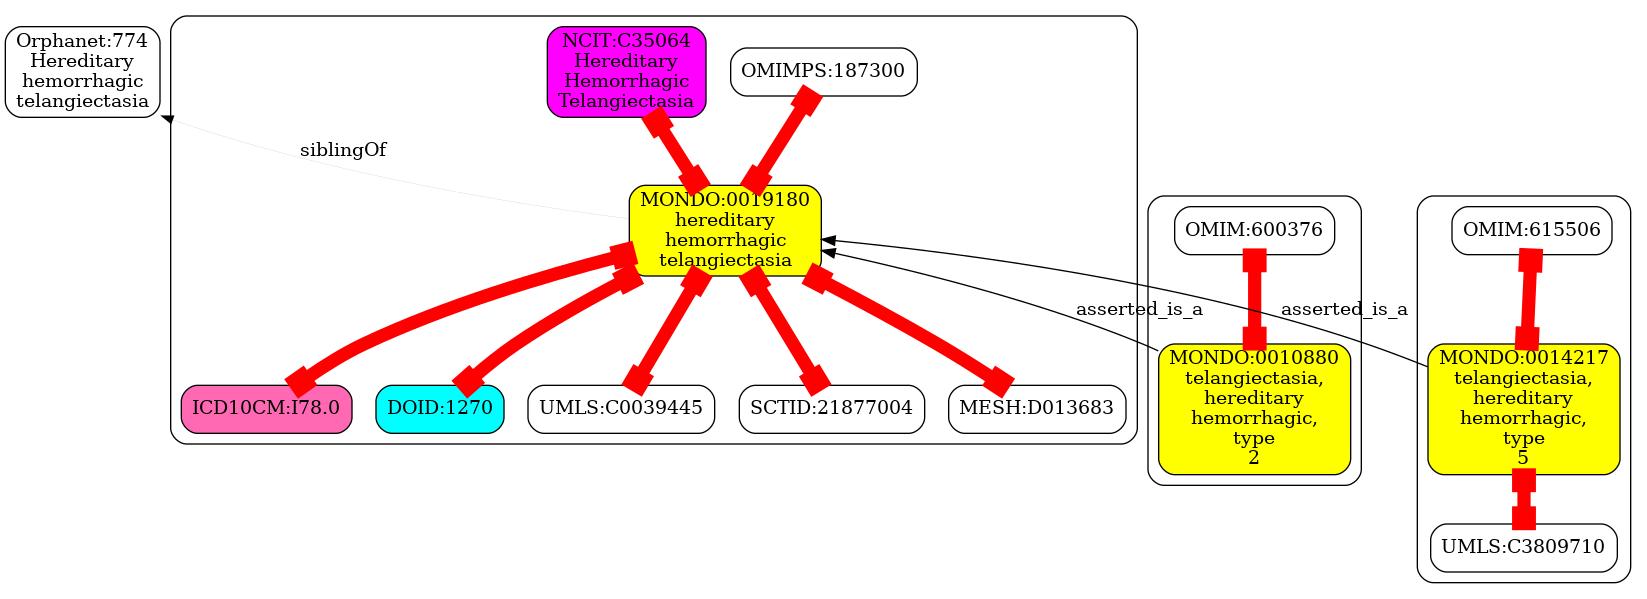 Orphanet:774
Hereditary
hemorrhagic
telangiectasia
NCIT:C35064
Hereditary
Hemorrhagic
Telangiectasia
OMIMPS:187300
siblingOf
MONDO:0019180
hereditary
hemorrhagic
telangiectasia
OMIM:600376
OMIM:615506
asserted_is_a
asserted_is_a
ICD10CM:I78.0
DOID:1270
UMLS:C0039445
SCTID:21877004
MESH:D013683
MONDO:0010880
telangiectasia,
hereditary
hemorrhagic,
type
2
MONDO:0014217
telangiectasia,
hereditary
hemorrhagic,
type
5
UMLS:C3809710